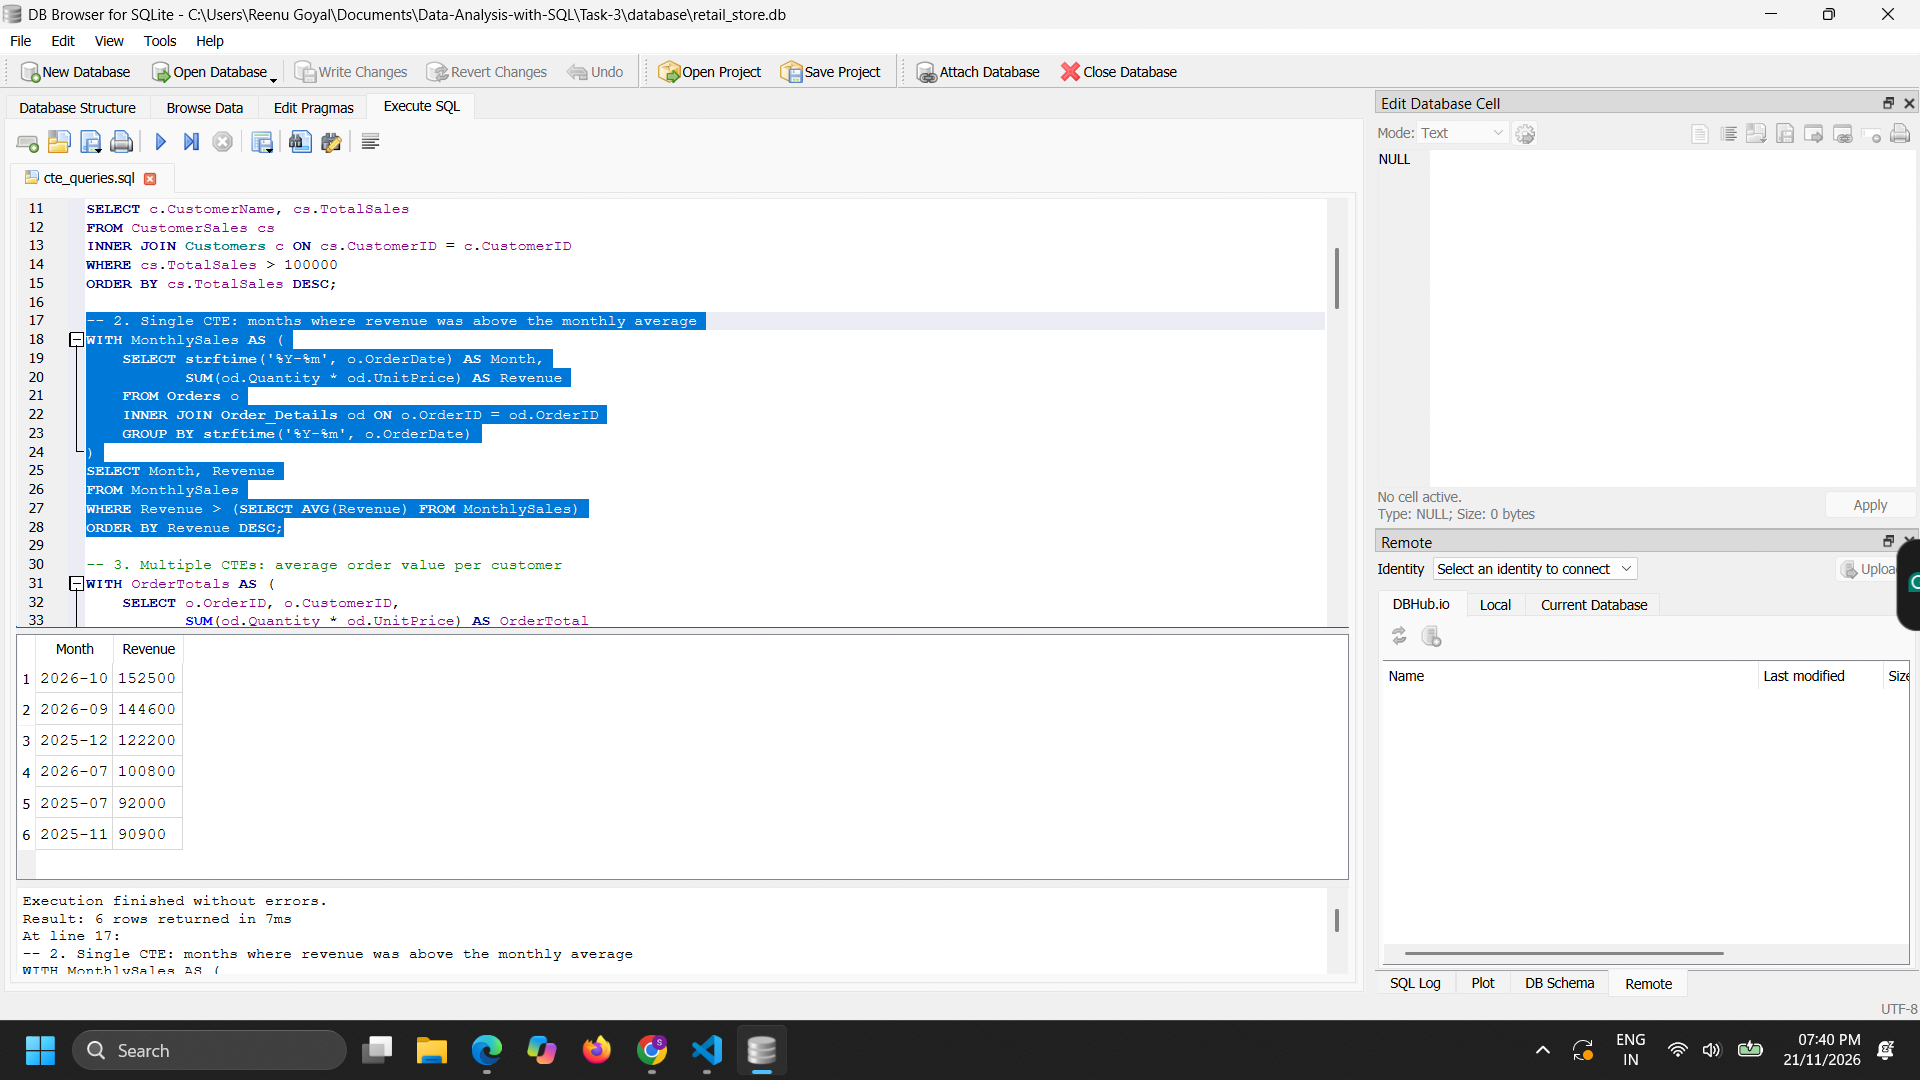 DB Browser for SQLite - C:\Users\Reenu Goyal\Documents\Data-Analysis-with-SQL\Task-3\database\retail_store.db
File Edit View Tools Help
New Database Open Database Write Changes Revert Changes Undo Open Project Save Project Attach Database Close Database
Database Structure Browse Data Edit Pragmas Execute SQL
cte_queries.sql
11 SELECT c.CustomerName, cs.TotalSales
12 FROM CustomerSales cs
13 INNER JOIN Customers c ON cs.CustomerID = c.CustomerID
14 WHERE cs.TotalSales > 100000
15 ORDER BY cs.TotalSales DESC;
16
17 -- 2. Single CTE: months where revenue was above the monthly average
18 WITH MonthlySales AS (
19 SELECT strftime('%Y-%m', o.OrderDate) AS Month,
20 SUM(od.Quantity * od.UnitPrice) AS Revenue
21 FROM Orders o
22 INNER JOIN Order_Details od ON o.OrderID = od.OrderID
23 GROUP BY strftime('%Y-%m', o.OrderDate)
24 )
25 SELECT Month, Revenue
26 FROM MonthlySales
27 WHERE Revenue > (SELECT AVG(Revenue) FROM MonthlySales)
28 ORDER BY Revenue DESC;
29
30 -- 3. Multiple CTEs: average order value per customer
31 WITH OrderTotals AS (
32 SELECT o.OrderID, o.CustomerID,
33 SUM(od.Quantity * od.UnitPrice) AS OrderTotal
Month Revenue
1 2026-10 152500
2 2026-09 144600
3 2025-12 122200
4 2026-07 100800
5 2025-07 92000
6 2025-11 90900
Execution finished without errors.
Result: 6 rows returned in 7ms
At line 17:
-- 2. Single CTE: months where revenue was above the monthly average
WITH MonthlySales AS (
Edit Database Cell
Mode: Text
NULL
No cell active.
Type: NULL; Size: 0 bytes
Apply
Remote
Identity Select an identity to connect Uploa
DBHub.io Local Current Database
Name Last modified Size
SQL Log Plot DB Schema Remote
UTF-8
Search
ENG
IN
07:40 PM
21/11/2026